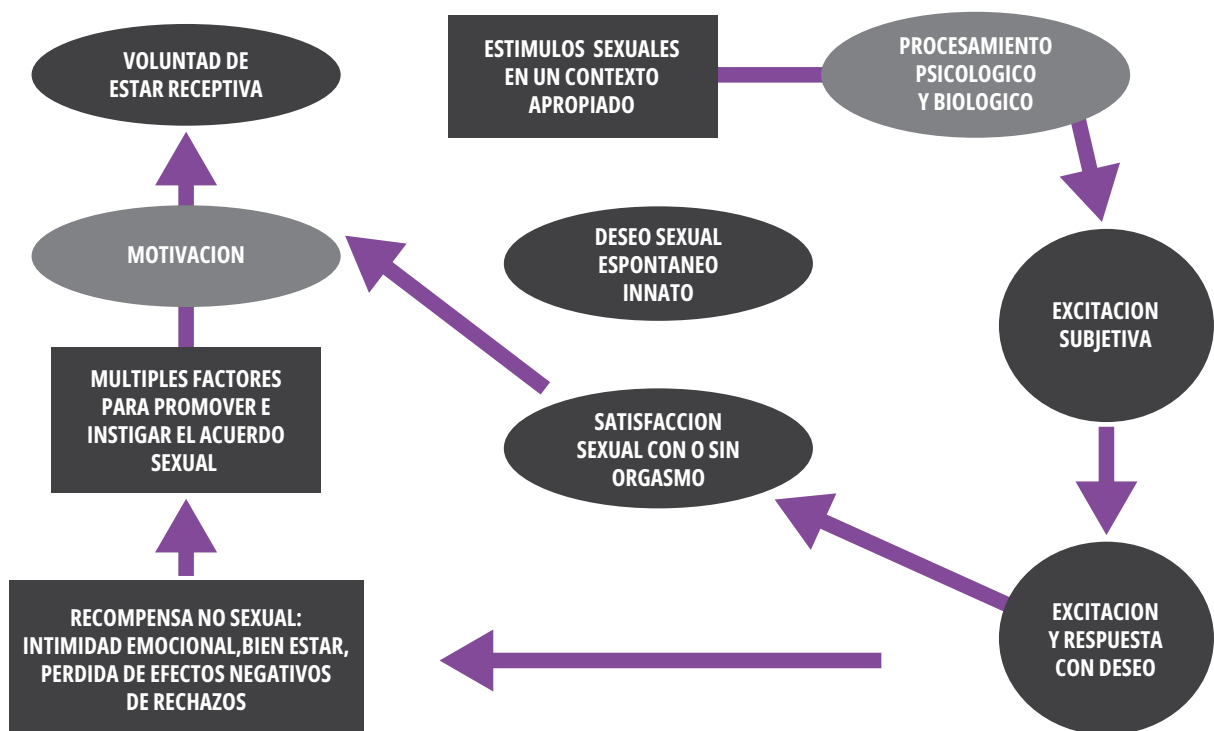 VOLUNTAD DE
ESTAR RECEPTIVA
ESTIMULOS SEXUALES
EN UN CONTEXTO
APROPIADO
PROCESAMIENTO
PSICOLOGICO
Y BIOLOGICO
MOTIVACION
DESEO SEXUAL
ESPONTANEO
INNATO
EXCITACION
SUBJETIVA
MULTIPLES FACTORES
PARA PROMOVER E
INSTIGAR EL ACUERDO
SEXUAL
SATISFACCION
SEXUAL CON O SIN
ORGASMO
RECOMPENSA NO SEXUAL:
INTIMIDAD EMOCIONAL,BIEN ESTAR,
PERDIDA DE EFECTOS NEGATIVOS
DE RECHAZOS
EXCITACION
Y RESPUESTA
CON DESEO